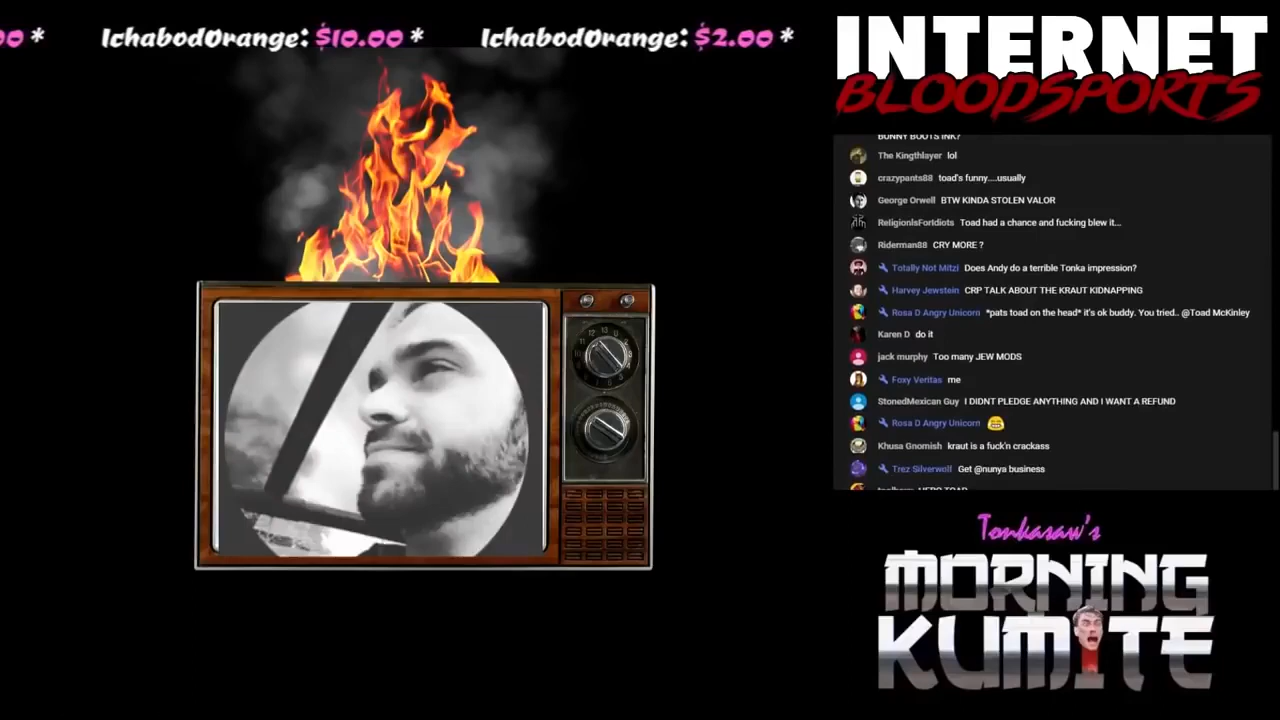 00 * IchabodOrange: $10.00 * IchabodOrange: $2.00 *
INTERNET
BLOODSPORTS
BUNNY BOOTS INK?
The Kingthlayer lol
crazypants88 toad's funny....usually
George Orwell BTW KINDA STOLEN VALOR
ReligionIsForIdiots Toad had a chance and fucking blew it...
Riderman88 CRY MORE ?
Totally Not Mitzi Does Andy do a terrible Tonka impression?
Harvey Jewstein CRP TALK ABOUT THE KRAUT KIDNAPPING
Rosa D Angry Unicorn *pats toad on the head* it's ok buddy. You tried.. @Toad McKinley
Karen D do it
jack murphy Too many JEW MODS
Foxy Veritas me
StonedMexican Guy I DIDNT PLEDGE ANYTHING AND I WANT A REFUND
Rosa D Angry Unicorn 😂
Khusa Gnomish kraut is a fuck'n crackass
Trez Silverwolf Get @nunya business
Tonkasaw's
MORNING
KUMITE